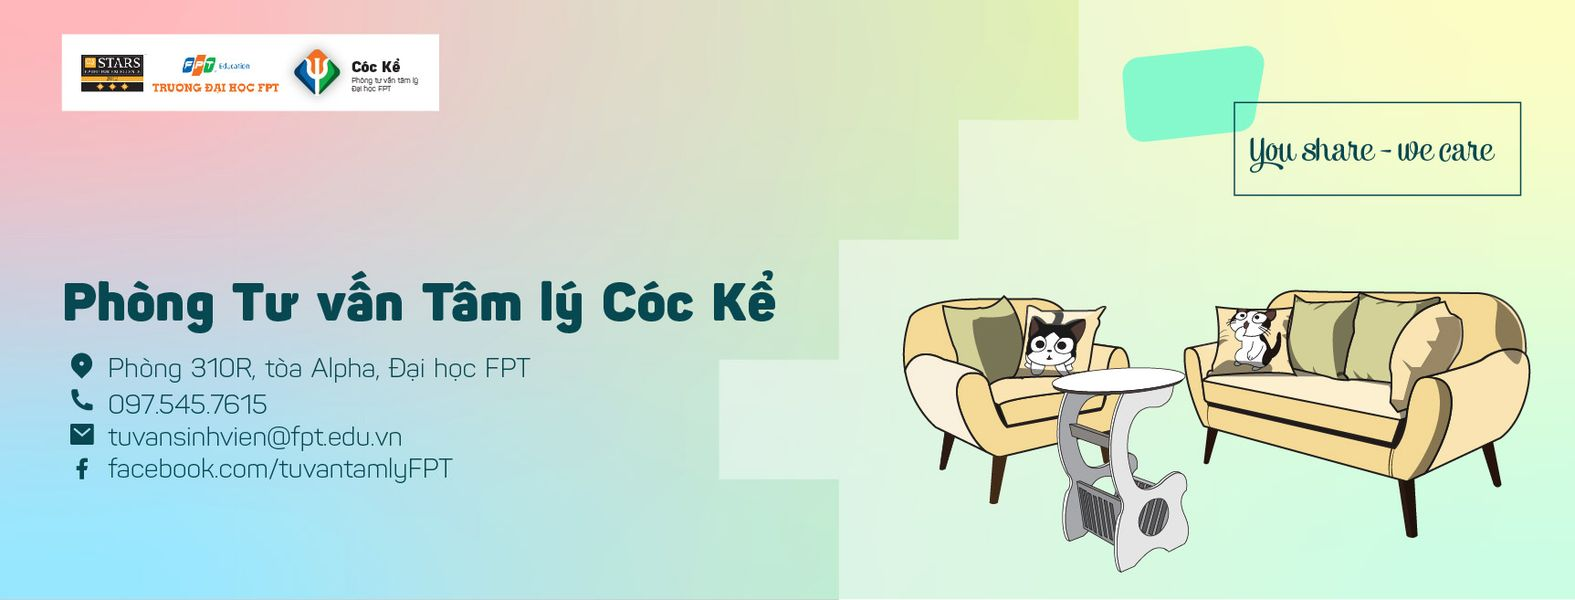 STARS
FPT Education
TRƯỜNG ĐẠI HỌC FPT
Cóc Kể
Phòng tư vấn tâm lý
Đại học FPT
You share - we care
Phòng Tư vấn Tâm lý Cóc Kể
Phòng 310R, tòa Alpha, Đại học FPT
097.545.7615
tuvansinhvien@fpt.edu.vn
facebook.com/tuvantamlyFPT